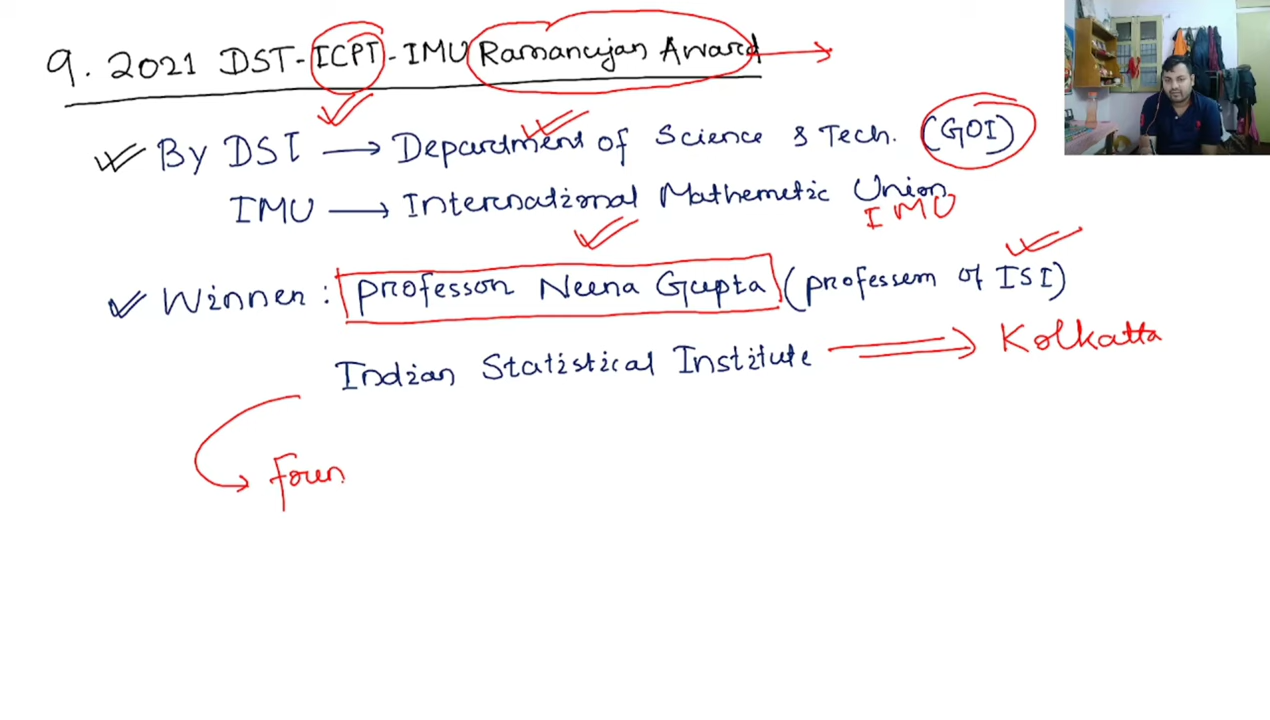 9. 2021 DST-ICPT-IMU Ramanujan Award
By DST → Department of Science & Tech. (GOI)
IMU → International Mathemetic Union
IMU
Winner : Professor Neena Gupta (professor of ISI)
Indian Statistical Institute ⇒ Kolkatta
Foun